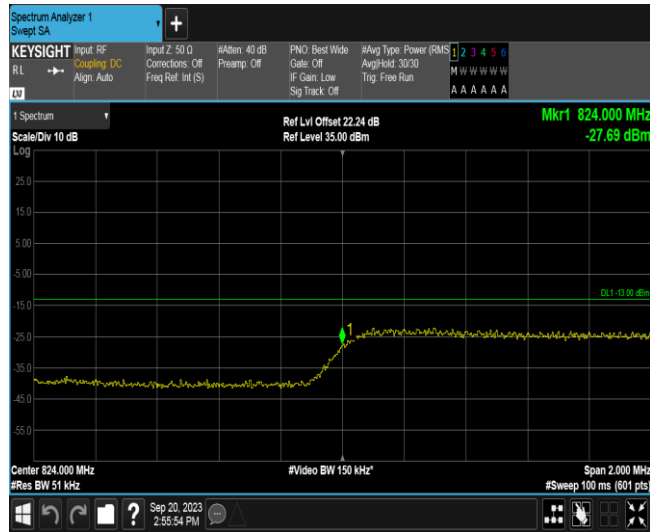 Spectrum Analyzer 1
Swept SA
+
KEYSIGHT Input: RF Input Z: 50 Ω #Atten: 40 dB PNO: Best Wide #Avg Type: Power (RMS 1 2 3 4 5 6
RL Coupling: DC Corrections: Off Preamp: Off Gate: Off Avg|Hold: 30/30 M W W W W W
Align: Auto Freq Ref: Int (S) IF Gain: Low Trig: Free Run
LXI Sig Track: Off A A A A A A
1 Spectrum Ref Lvl Offset 22.24 dB Mkr1 824.000 MHz
Scale/Div 10 dB Ref Level 35.00 dBm -27.69 dBm
Log
25.0
15.0
5.00
-5.00
DL1 -13.00 dBm
-15.0
1
-25.0
-35.0
-45.0
-55.0
Center 824.000 MHz #Video BW 150 kHz* Span 2.000 MHz
#Res BW 51 kHz #Sweep 100 ms (601 pts)
? Sep 20, 2023
2:55:54 PM